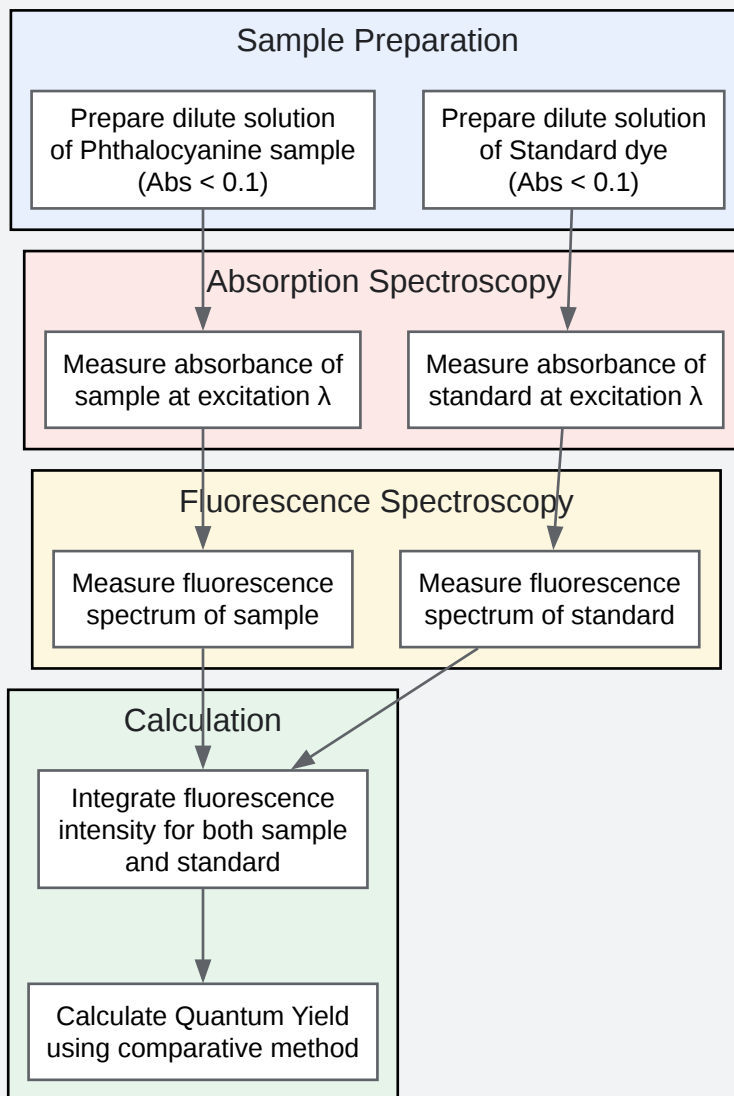 Sample Preparation
Prepare dilute solution
of Phthalocyanine sample
(Abs < 0.1)
Prepare dilute solution
of Standard dye
(Abs < 0.1)
Absorption Spectroscopy
Measure absorbance of
sample at excitation λ
Measure absorbance of
standard at excitation λ
Fluorescence Spectroscopy
Measure fluorescence
spectrum of sample
Measure fluorescence
spectrum of standard
Calculation
Integrate fluorescence
intensity for both sample
and standard
Calculate Quantum Yield
using comparative method